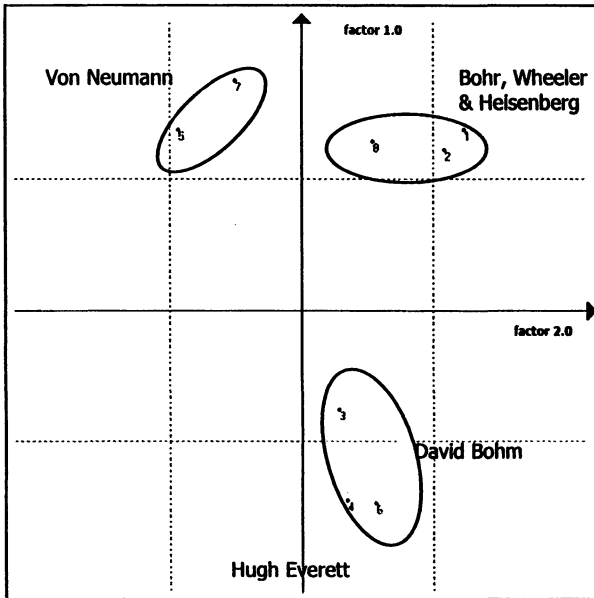 factor 1.0
Von Neumann
7
Bohr, Wheeler
& Heisenberg
5
1
8
2
factor 2.0
3
David Bohm
4
6
Hugh Everett